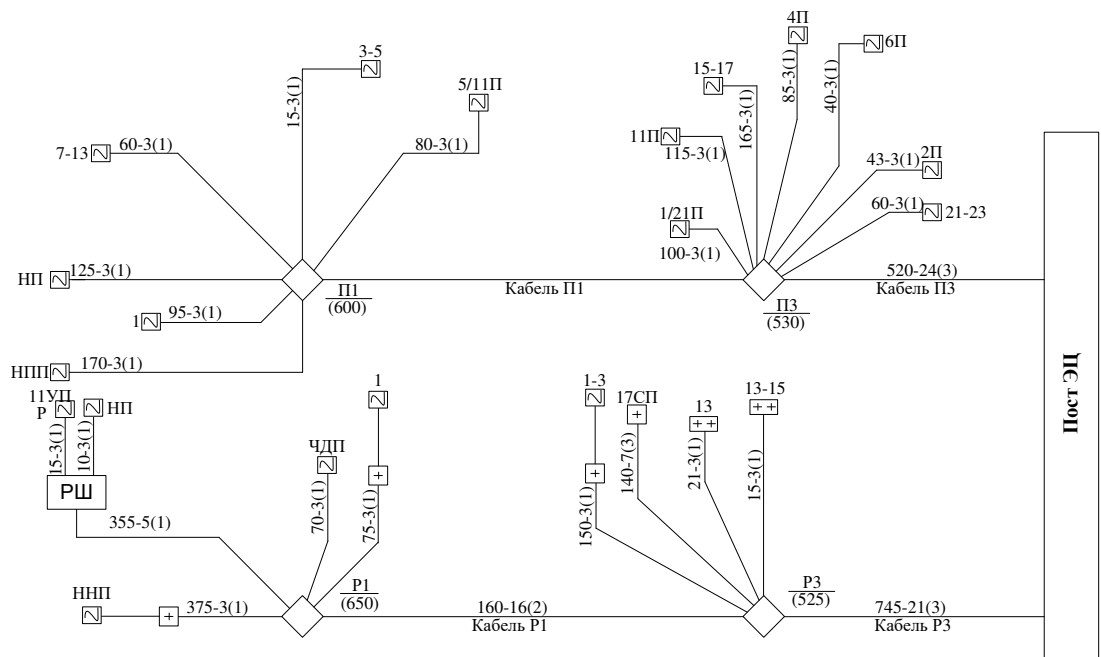 3-5
15-3(1)
5/11П
80-3(1)
60-3(1)
7-13
НП
125-3(1)
1
95-3(1)
НПП
170-3(1)
П1
(600)
Кабель П1
4П
6П
85-3(1)
40-3(1)
15-17
165-3(1)
11П
115-3(1)
43-3(1)
2П
60-3(1)
21-23
1/21П
100-3(1)
П3
(530)
520-24(3)
Кабель П3
Пост ЭЦ
11УП
Р
НП
15-3(1)
10-3(1)
РШ
355-5(1)
ЧДП
70-3(1)
1
75-3(1)
ННП
375-3(1)
Р1
(650)
160-16(2)
Кабель Р1
1-3
150-3(1)
17СП
140-7(3)
13
21-3(1)
13-15
15-3(1)
Р3
(525)
745-21(3)
Кабель Р3